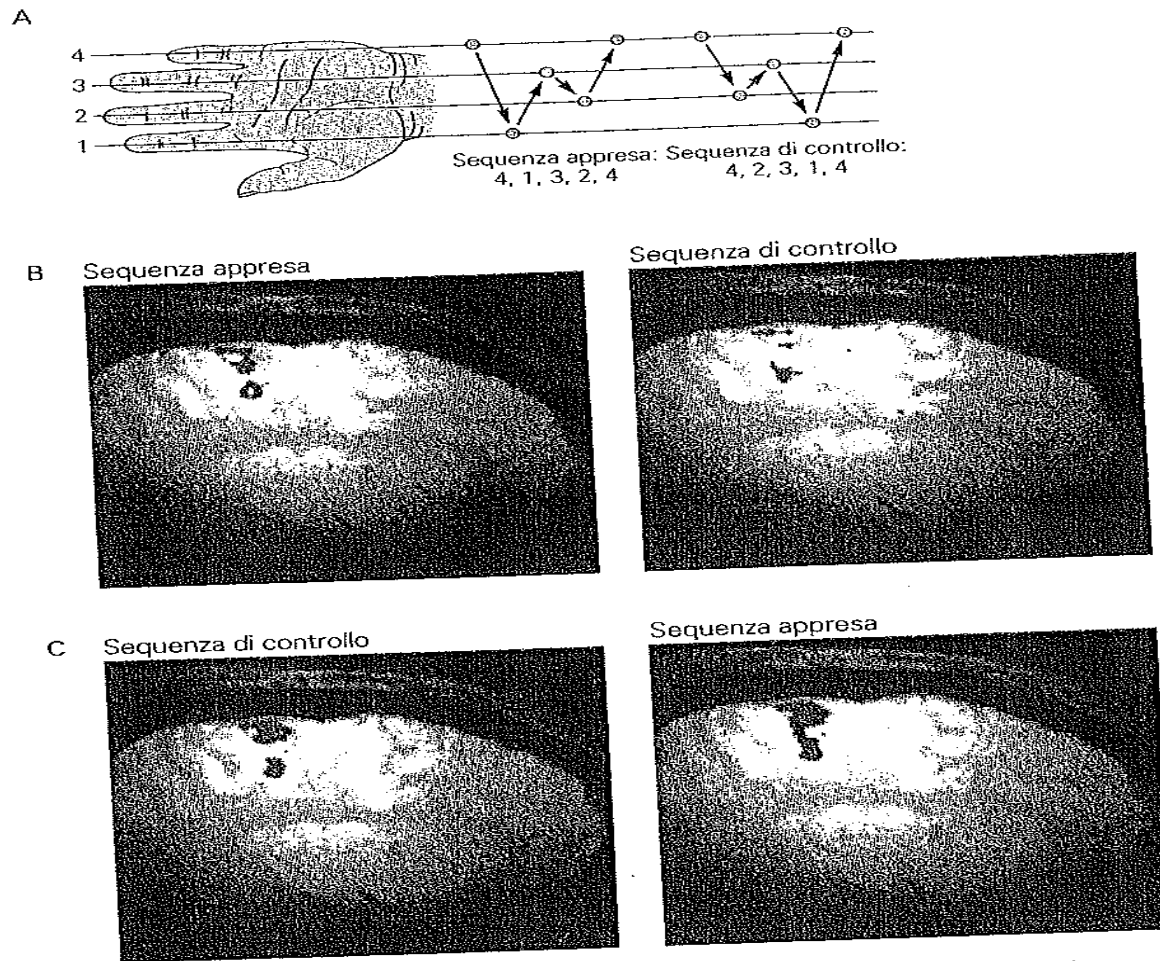 A
4
3
2
1
Sequenza appresa: Sequenza di controllo:
4, 1, 3, 2, 4 4, 2, 3, 1, 4
B Sequenza appresa Sequenza di controllo
C Sequenza di controllo Sequenza appresa